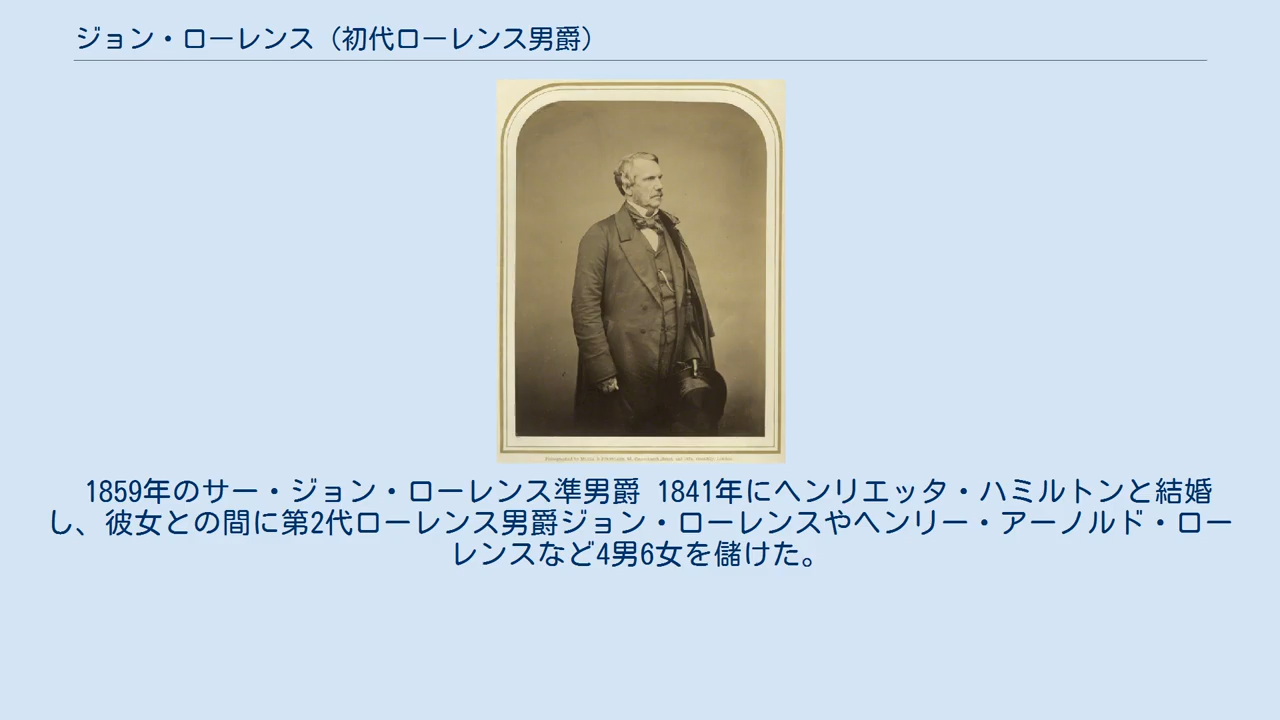 ジョン・ローレンス（初代ローレンス男爵）
1859年のサー・ジョン・ローレンス準男爵 1841年にヘンリエッタ・ハミルトンと結婚
し、彼女との間に第2代ローレンス男爵ジョン・ローレンスやヘンリー・アーノルド・ロー
レンスなど4男6女を儲けた。